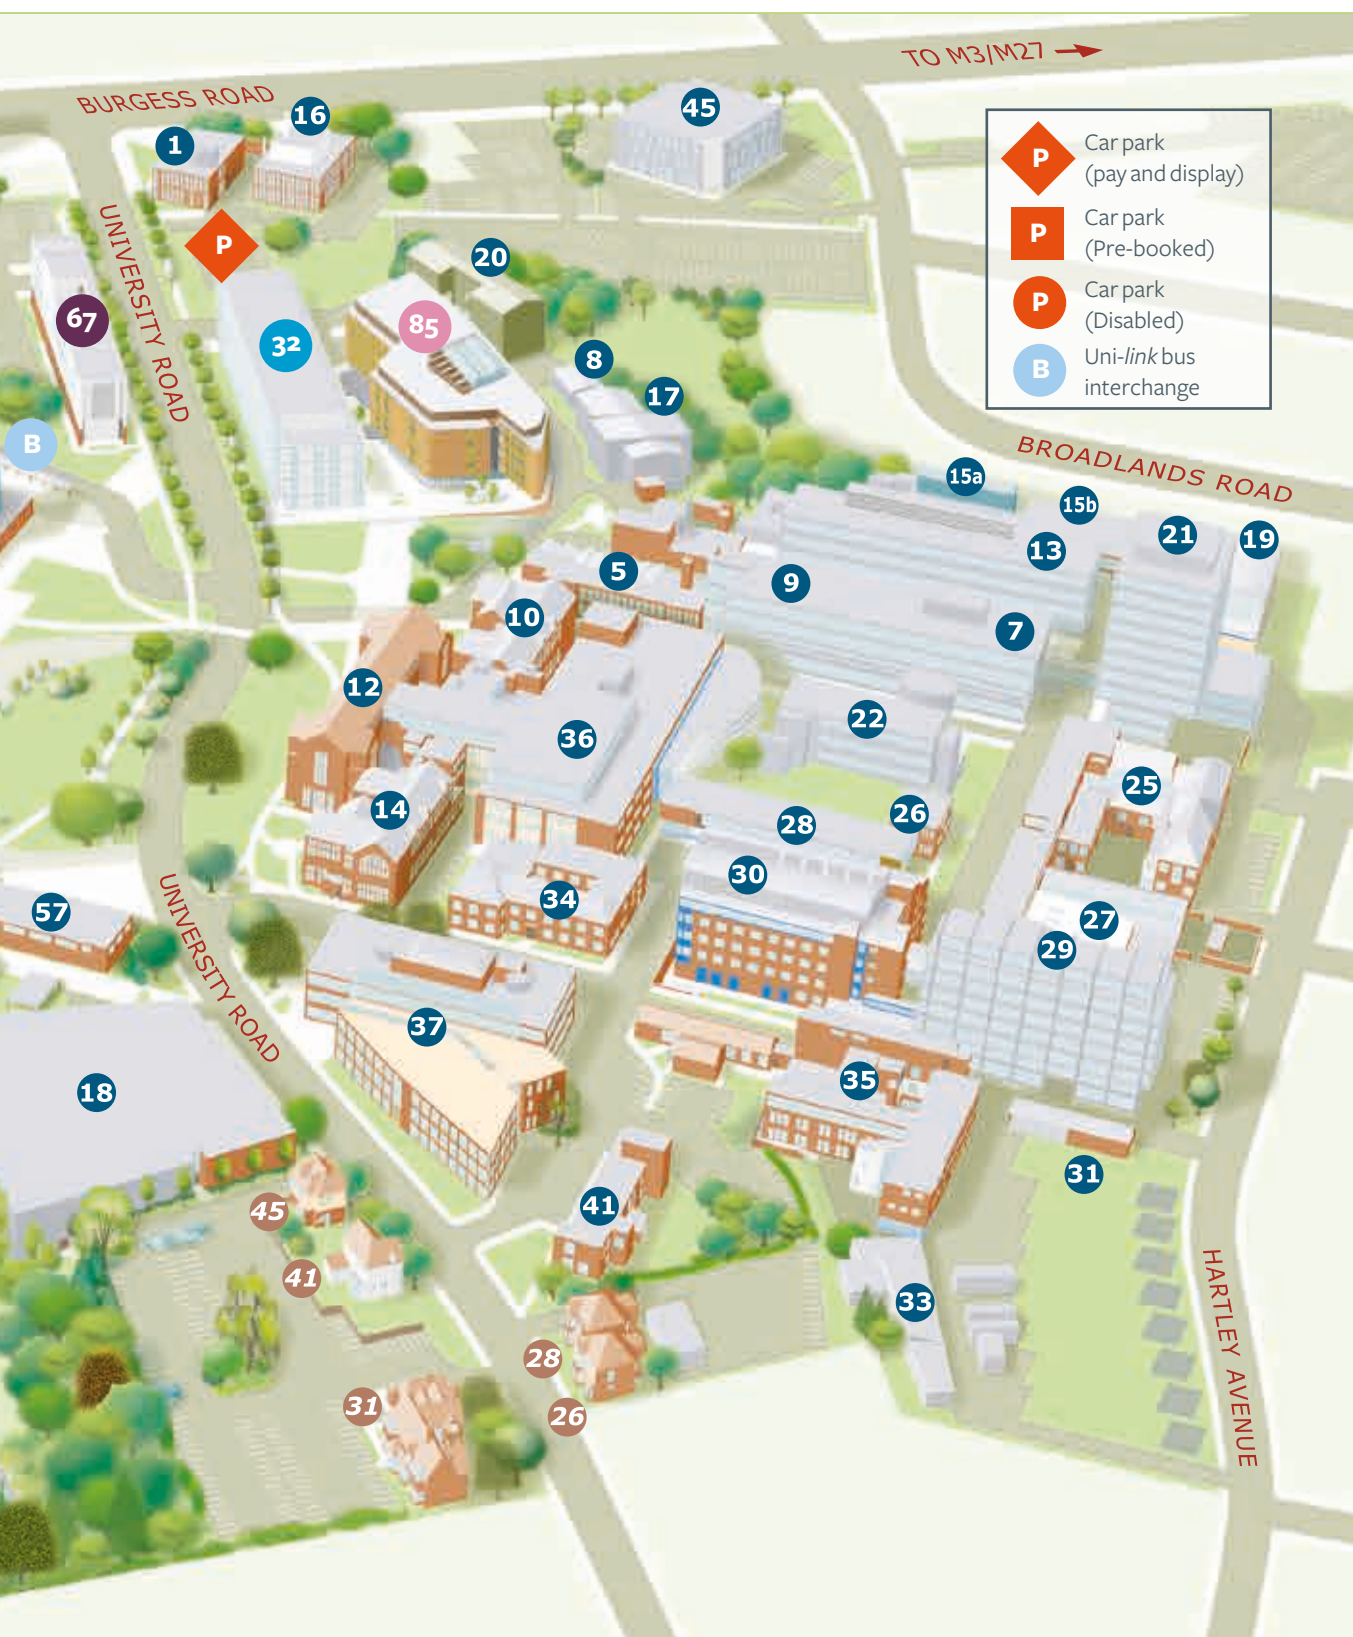 TO M3/M27
BURGESS ROAD
16
45
1
P
Car park
(pay and display)
P
Car park
(Pre-booked)
P
Car park
(Disabled)
B
Uni-link bus
interchange
UNIVERSITY ROAD
P
20
67
32
85
8
17
B
BROADLANDS ROAD
15a
15b
21
19
13
5
9
10
7
12
22
36
25
14
28
26
30
57
34
27
29
UNIVERSITY ROAD
37
35
18
31
45
41
41
HARTLEY AVENUE
33
28
31
26